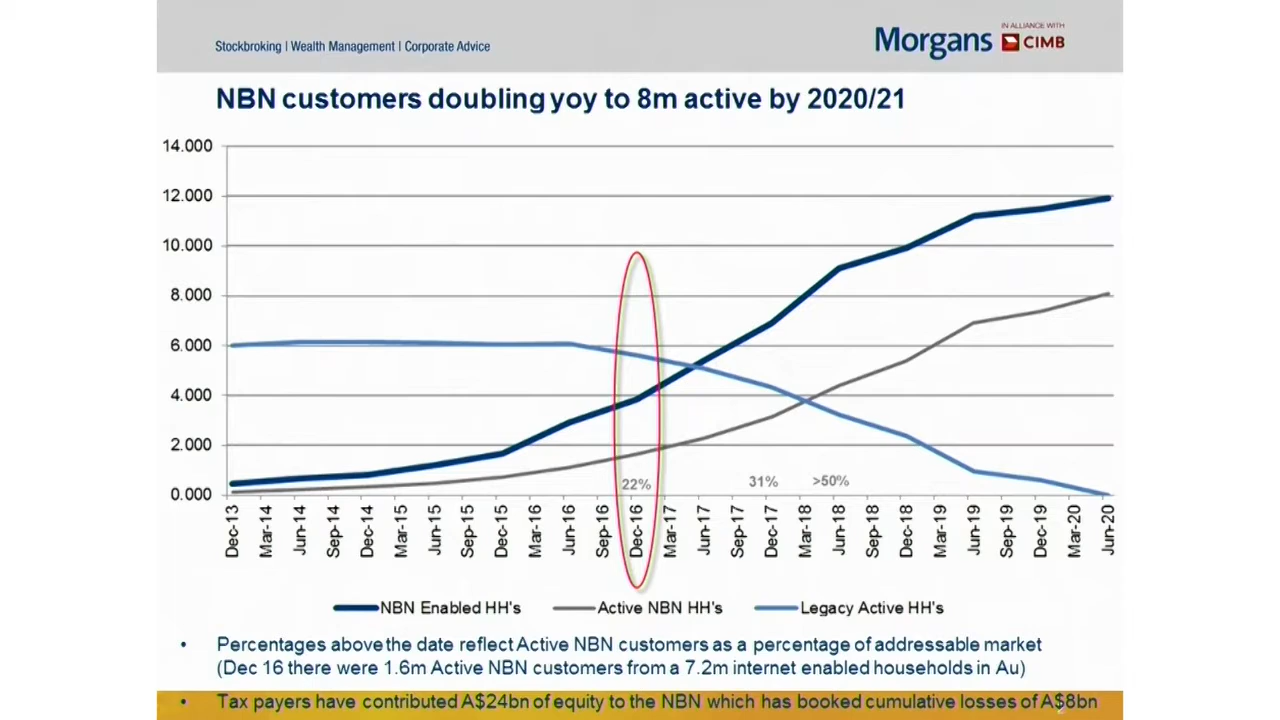 Stockbroking | Wealth Management | Corporate Advice
Morgans
IN ALLIANCE WITH
CIMB
NBN customers doubling yoy to 8m active by 2020/21
14.000
12.000
10.000
8.000
6.000
4.000
2.000
0.000
22%
31%
>50%
Dec-13
Mar-14
Jun-14
Sep-14
Dec-14
Mar-15
Jun-15
Sep-15
Dec-15
Mar-16
Jun-16
Sep-16
Dec-16
Mar-17
Jun-17
Sep-17
Dec-17
Mar-18
Jun-18
Sep-18
Dec-18
Mar-19
Jun-19
Sep-19
Dec-19
Mar-20
Jun-20
NBN Enabled HH's
Active NBN HH's
Legacy Active HH's
• Percentages above the date reflect Active NBN customers as a percentage of addressable market
(Dec 16 there were 1.6m Active NBN customers from a 7.2m internet enabled households in Au)
• Tax payers have contributed A$24bn of equity to the NBN which has booked cumulative losses of A$8bn